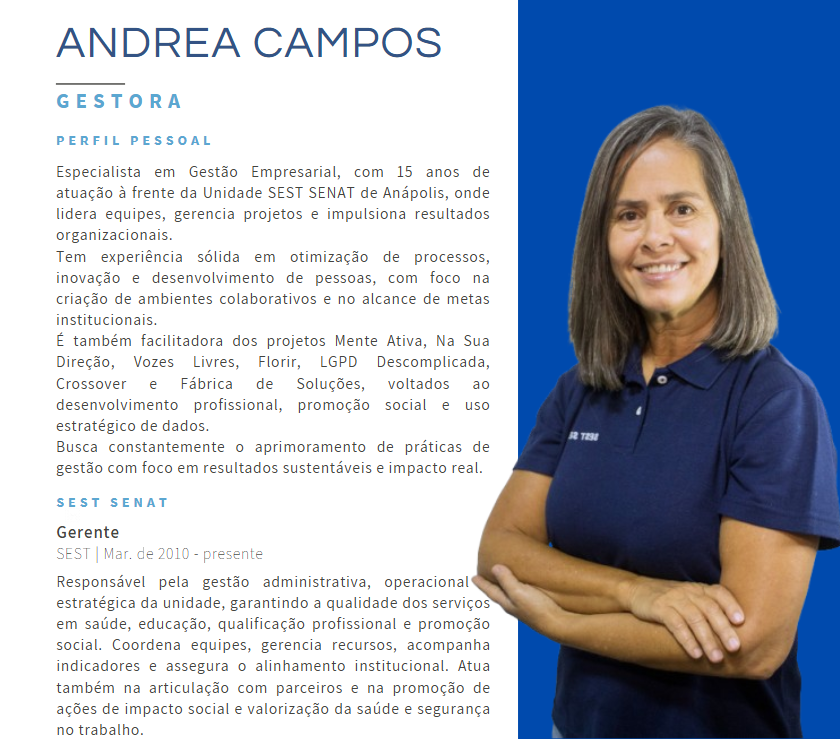 ANDREA CAMPOS
GESTORA
PERFIL PESSOAL
Especialista em Gestão Empresarial, com 15 anos de
atuação à frente da Unidade SEST SENAT de Anápolis, onde
lidera equipes, gerencia projetos e impulsiona resultados
organizacionais.
Tem experiência sólida em otimização de processos,
inovação e desenvolvimento de pessoas, com foco na
criação de ambientes colaborativos e no alcance de metas
institucionais.
É também facilitadora dos projetos Mente Ativa, Na Sua
Direção, Vozes Livres, Florir, LGPD Descomplicada,
Crossover e Fábrica de Soluções, voltados ao
desenvolvimento profissional, promoção social e uso
estratégico de dados.
Busca constantemente o aprimoramento de práticas de
gestão com foco em resultados sustentáveis e impacto real.
SEST SENAT
Gerente
SEST | Mar. de 2010 - presente
Responsável pela gestão administrativa, operacional
estratégica da unidade, garantindo a qualidade dos serviços
em saúde, educação, qualificação profissional e promoção
social. Coordena equipes, gerencia recursos, acompanha
indicadores e assegura o alinhamento institucional. Atua
também na articulação com parceiros e na promoção de
ações de impacto social e valorização da saúde e segurança
no trabalho.
SEST